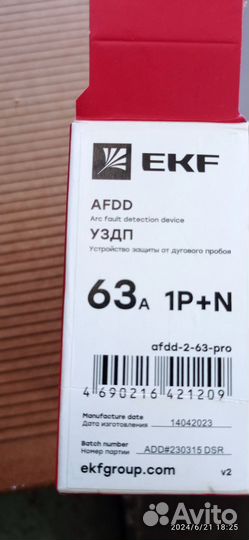 EKF
AFDD
Arc fault detection device
УЗДП
Устройство защиты от дугового пробоя
63A 1P+N
afdd-2-63-pro
4 690216 421209
Manufacture date
Дата изготовления
14042023
Batch number
Номер партии
ADD#230315 DSR
ekfgroup.com
v2
Avito
2024/6/21 18:25